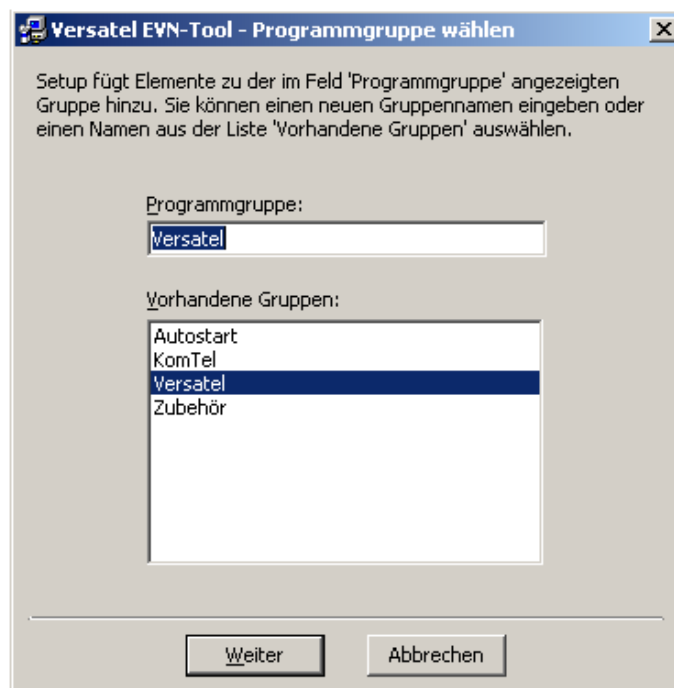 Versatel EVN-Tool - Programmgruppe wählen
Setup fügt Elemente zu der im Feld 'Programmgruppe' angezeigten
Gruppe hinzu. Sie können einen neuen Gruppennamen eingeben oder
einen Namen aus der Liste 'Vorhandene Gruppen' auswählen.
Programmgruppe:
Versatel
Vorhandene Gruppen:
Autostart
KomTel
Versatel
Zubehör
Weiter
Abbrechen